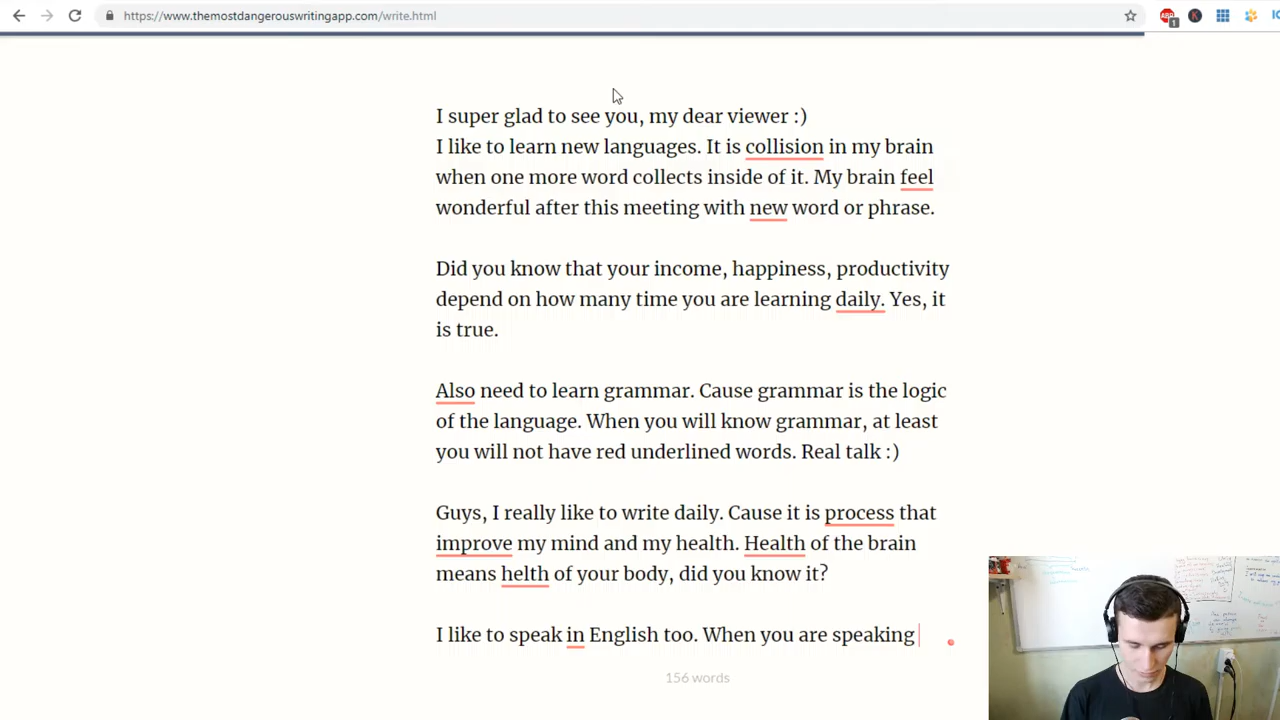 https://www.themostdangerouswritingapp.com/write.html
ABP
1
K
I super glad to see you, my dear viewer :)
I like to learn new languages. It is collision in my brain
when one more word collects inside of it. My brain feel
wonderful after this meeting with new word or phrase.
Did you know that your income, happiness, productivity
depend on how many time you are learning daily. Yes, it
is true.
Also need to learn grammar. Cause grammar is the logic
of the language. When you will know grammar, at least
you will not have red underlined words. Real talk :)
Guys, I really like to write daily. Cause it is process that
improve my mind and my health. Health of the brain
means helth of your body, did you know it?
I like to speak in English too. When you are speaking
156 words